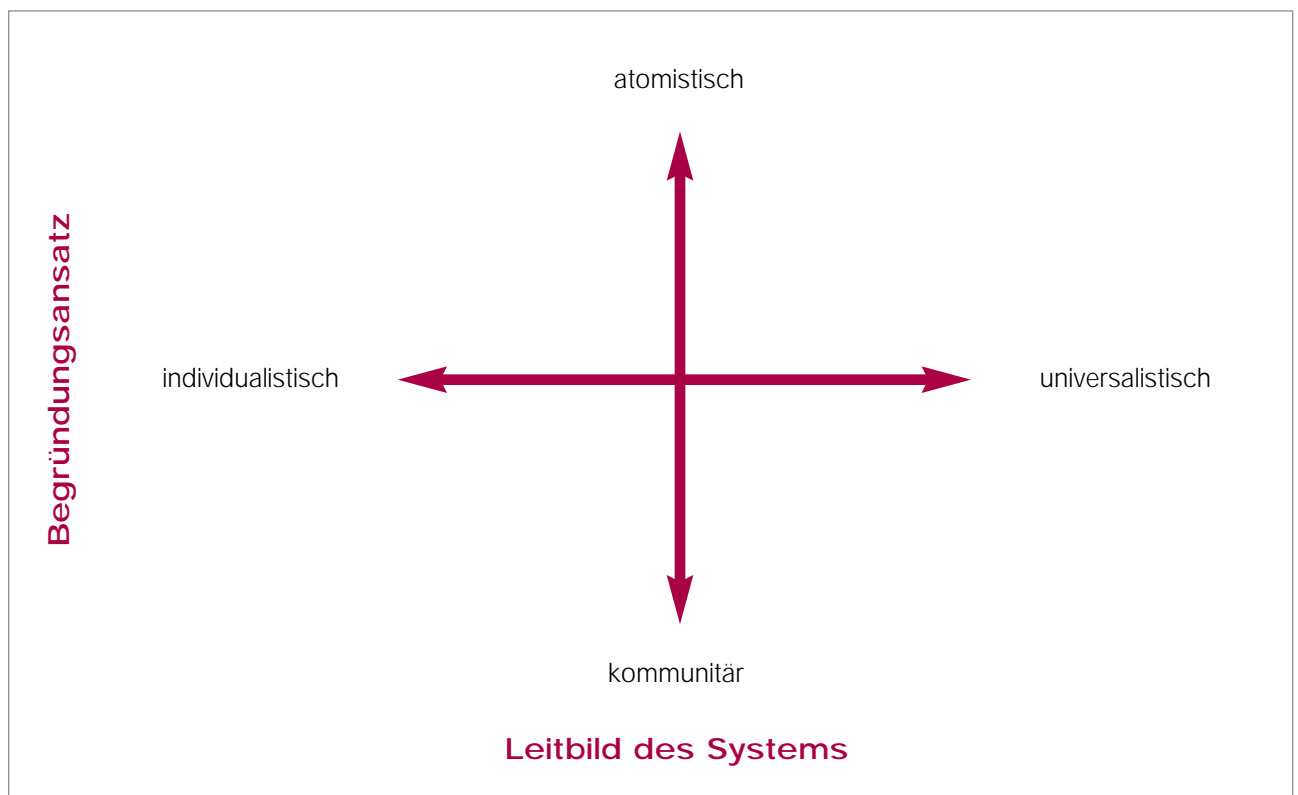 atomistisch
Begründungsansatz
individualistisch
universalistisch
kommunitär
Leitbild des Systems